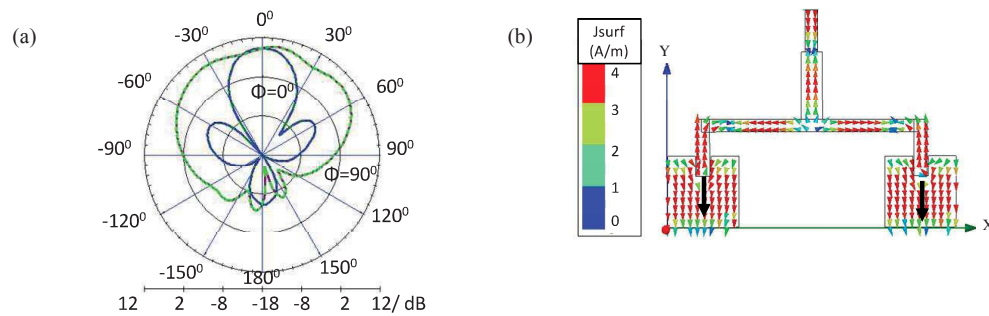 (a)
0⁰
-30⁰
30⁰
-60⁰
60⁰
Φ=0⁰
-90⁰
90⁰
Φ=90⁰
-120⁰
120⁰
-150⁰
150⁰
180⁰
12 2 -8 -18 -8 2 12/ dB
(b)
Jsurf
(A/m)
4
3
2
1
0
Y
X